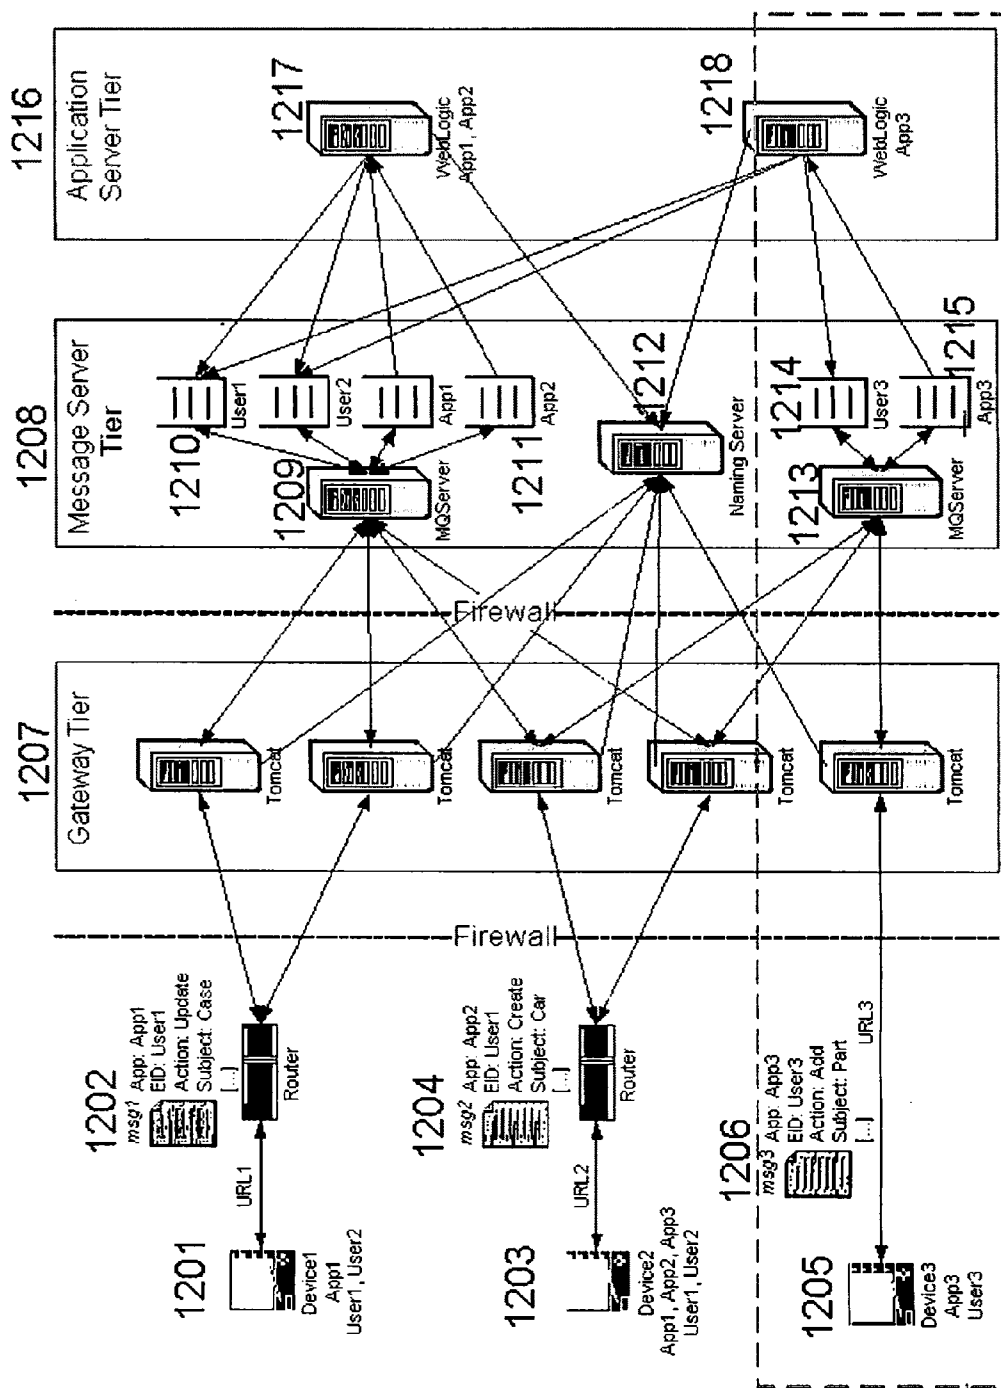 1201
Device1
App1
User1, User2
URL1
1202
msg1
App: App1
EID: User1
Action: Update
Subject: Case
[...]
Router
1203
Device2
App1, App2, App3
User1, User2
URL2
1204
msg2
App: App2
EID: User1
Action: Create
Subject: Car
[...]
Router
1205
Device3
App3
User3
1206
msg3
App: App3
EID: User3
Action: Add
Subject: Part
[...]
URL3
Firewall
1207
Gateway Tier
Tomcat
Tomcat
Tomcat
Tomcat
Tomcat
Firewall
1208
Message Server
Tier
1209
MQServer
1210
User1
User2
App1
App2
1211
1212
Naming Server
1213
MQServer
1214
User3
1215
App3
1216
Application
Server Tier
1217
WebLogic
App1, App2
1218
WebLogic
App3